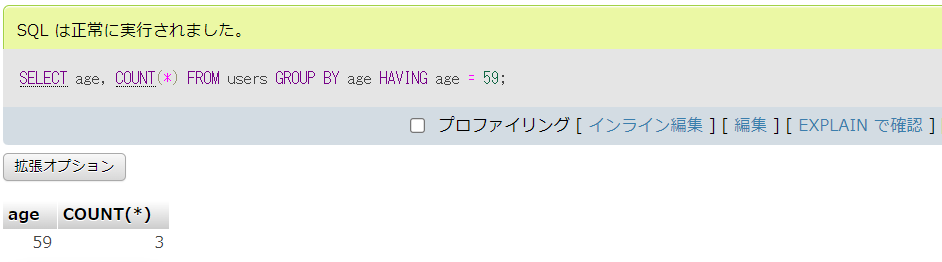 SQL は正常に実行されました。
SELECT age, COUNT(*) FROM users GROUP BY age HAVING age = 59;
プロファイリング [ インライン編集 ] [ 編集 ] [ EXPLAIN で確認 ]
拡張オプション
age COUNT(*)
59 3